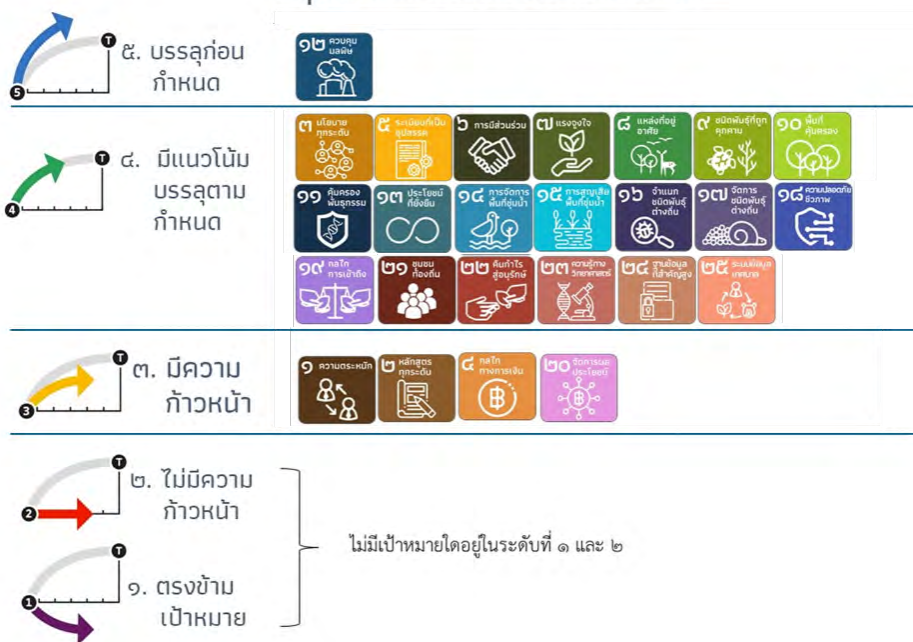 ๕. บรรลุก่อน
กำหนด
T
5
๑๒ ควบคุม
มลพิษ
๔. มีแนวโน้ม
บรรลุตาม
กำหนด
T
4
๓ นโยบาย
ทุกระดับ
๕ ระเบียบที่เป็น
อุปสรรค
๖ การมีส่วนร่วม
๗ แรงจูงใจ
๘ แหล่งที่อยู่
อาศัย
๙ ชนิดพันธุ์ที่ถูก
คุกคาม
๑๐ พื้นที่
คุ้มครอง
๑๑ คุ้มครอง
พันธุกรรม
๑๓ ประโยชน์
ที่ยั่งยืน
๑๔ การจัดการ
พื้นที่ชุ่มน้ำ
๑๕ การสูญเสีย
พื้นที่ชุ่มน้ำ
๑๖ จำแนก
ชนิดพันธุ์
ต่างถิ่น
๑๗ จัดการ
ชนิดพันธุ์
ต่างถิ่น
๑๘ ความปลอดภัย
ชีวภาพ
๑๙ กลไก
การเข้าถึง
๒๑ ชุมชน
ท้องถิ่น
๒๒ คืนกำไร
สู่อนุรักษ์
๒๓ ความรู้ทาง
วิทยาศาสตร์
๒๔ ฐานข้อมูล
ที่สำคัญสูง
๒๕ ระบบข้อมูล
๓. มีความ
ก้าวหน้า
T
3
๑ ความตระหนัก
๒ หลักสูตร
ทุกระดับ
๔ กลไก
ทางการเงิน
๒๐ จัดการผล
ประโยชน์
๒. ไม่มีความ
ก้าวหน้า
T
2
ไม่มีเป้าหมายใดอยู่ในระดับที่ ๑ และ ๒
๑. ตรงข้าม
เป้าหมาย
T
1